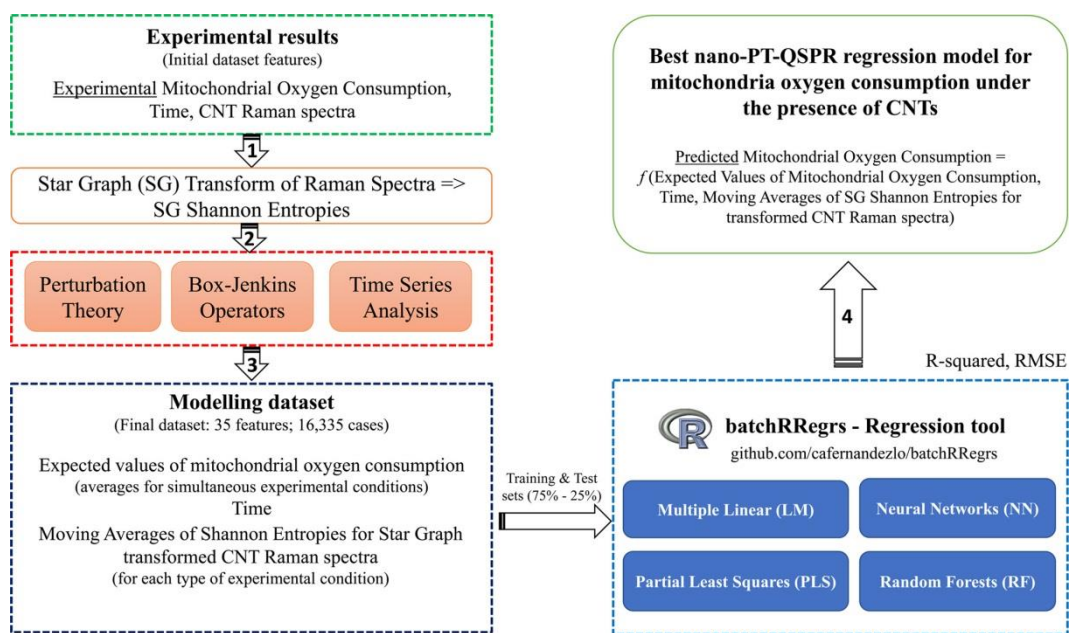 Experimental results
(Initial dataset features)
Experimental Mitochondrial Oxygen Consumption,
Time, CNT Raman spectra
1
Star Graph (SG) Transform of Raman Spectra =>
SG Shannon Entropies
2
Perturbation
Theory
Box-Jenkins
Operators
Time Series
Analysis
3
Modelling dataset
(Final dataset: 35 features; 16,335 cases)
Expected values of mitochondrial oxygen consumption
(averages for simultaneous experimental conditions)
Time
Moving Averages of Shannon Entropies for Star Graph
transformed CNT Raman spectra
(for each type of experimental condition)
Training & Test
sets (75% - 25%)
R
batchRRegrs - Regression tool
github.com/cafernandezlo/batchRRegrs
Multiple Linear (LM)
Neural Networks (NN)
Partial Least Squares (PLS)
Random Forests (RF)
R-squared, RMSE
4
Best nano-PT-QSPR regression model for
mitochondria oxygen consumption under
the presence of CNTs
Predicted Mitochondrial Oxygen Consumption =
f (Expected Values of Mitochondrial Oxygen Consumption,
Time, Moving Averages of SG Shannon Entropies for
transformed CNT Raman spectra)